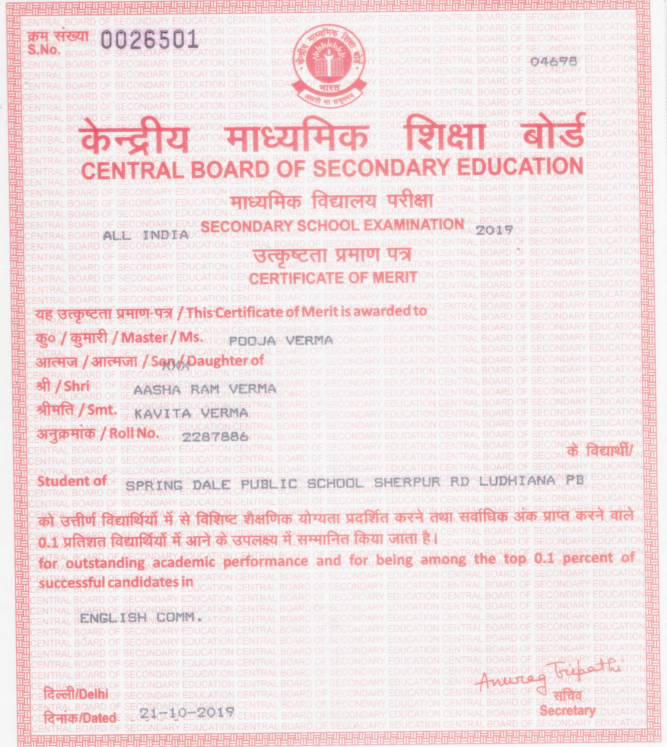 क्रम संख्या
S.No. 0026501
भारत
असतो मा सद्गमय
04698
केन्द्रीय माध्यमिक शिक्षा बोर्ड
CENTRAL BOARD OF SECONDARY EDUCATION
माध्यमिक विद्यालय परीक्षा
ALL INDIA SECONDARY SCHOOL EXAMINATION 2019
उत्कृष्टता प्रमाण पत्र
CERTIFICATE OF MERIT
यह उत्कृष्टता प्रमाण-पत्र / This Certificate of Merit is awarded to
कु० / कुमारी / Master / Ms. POOJA VERMA
आत्मज / आत्मजा / Son/Daughter of
श्री / Shri AASHA RAM VERMA
श्रीमति / Smt. KAVITA VERMA
अनुक्रमांक / Roll No. 2287886
के विद्यार्थी/
Student of SPRING DALE PUBLIC SCHOOL SHERPUR RD LUDHIANA PB
को उत्तीर्ण विद्यार्थियों में से विशिष्ट शैक्षणिक योग्यता प्रदर्शित करने तथा सर्वाधिक अंक प्राप्त करने वाले
0.1 प्रतिशत विद्यार्थियों में आने के उपलक्ष्य में सम्मानित किया जाता है।
for outstanding academic performance and for being among the top 0.1 percent of
successful candidates in
ENGLISH COMM.
Anurag Tripathi
दिल्ली/Delhi
सचिव
दिनाक/Dated 21-10-2019
Secretary